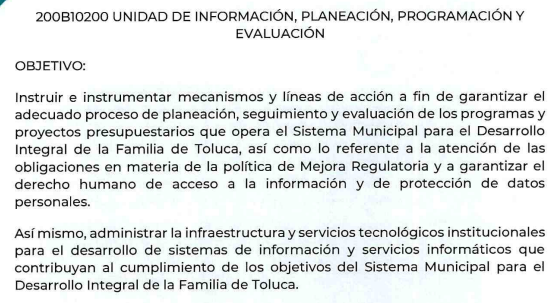 200B10200 UNIDAD DE INFORMACIÓN, PLANEACIÓN, PROGRAMACIÓN Y
EVALUACIÓN
OBJETIVO:
Instruir e instrumentar mecanismos y líneas de acción a fin de garantizar el
adecuado proceso de planeación, seguimiento y evaluación de los programas y
proyectos presupuestarios que opera el Sistema Municipal para el Desarrollo
Integral de la Familia de Toluca, así como lo referente a la atención de las
obligaciones en materia de la política de Mejora Regulatoria y a garantizar el
derecho humano de acceso a la información y de protección de datos
personales.
Así mismo, administrar la infraestructura y servicios tecnológicos institucionales
para el desarrollo de sistemas de información y servicios informáticos que
contribuyan al cumplimiento de los objetivos del Sistema Municipal para el
Desarrollo Integral de la Familia de Toluca.